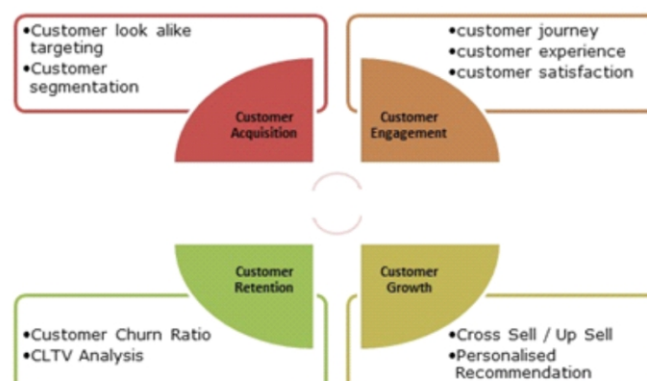 •Customer look alike
targeting
•Customer
segmentation
•customer journey
•customer experience
•customer satisfaction
Customer
Acquisition
Customer
Engagement
Customer
Retention
Customer
Growth
•Customer Churn Ratio
•CLTV Analysis
•Cross Sell / Up Sell
•Personalised
Recommendation